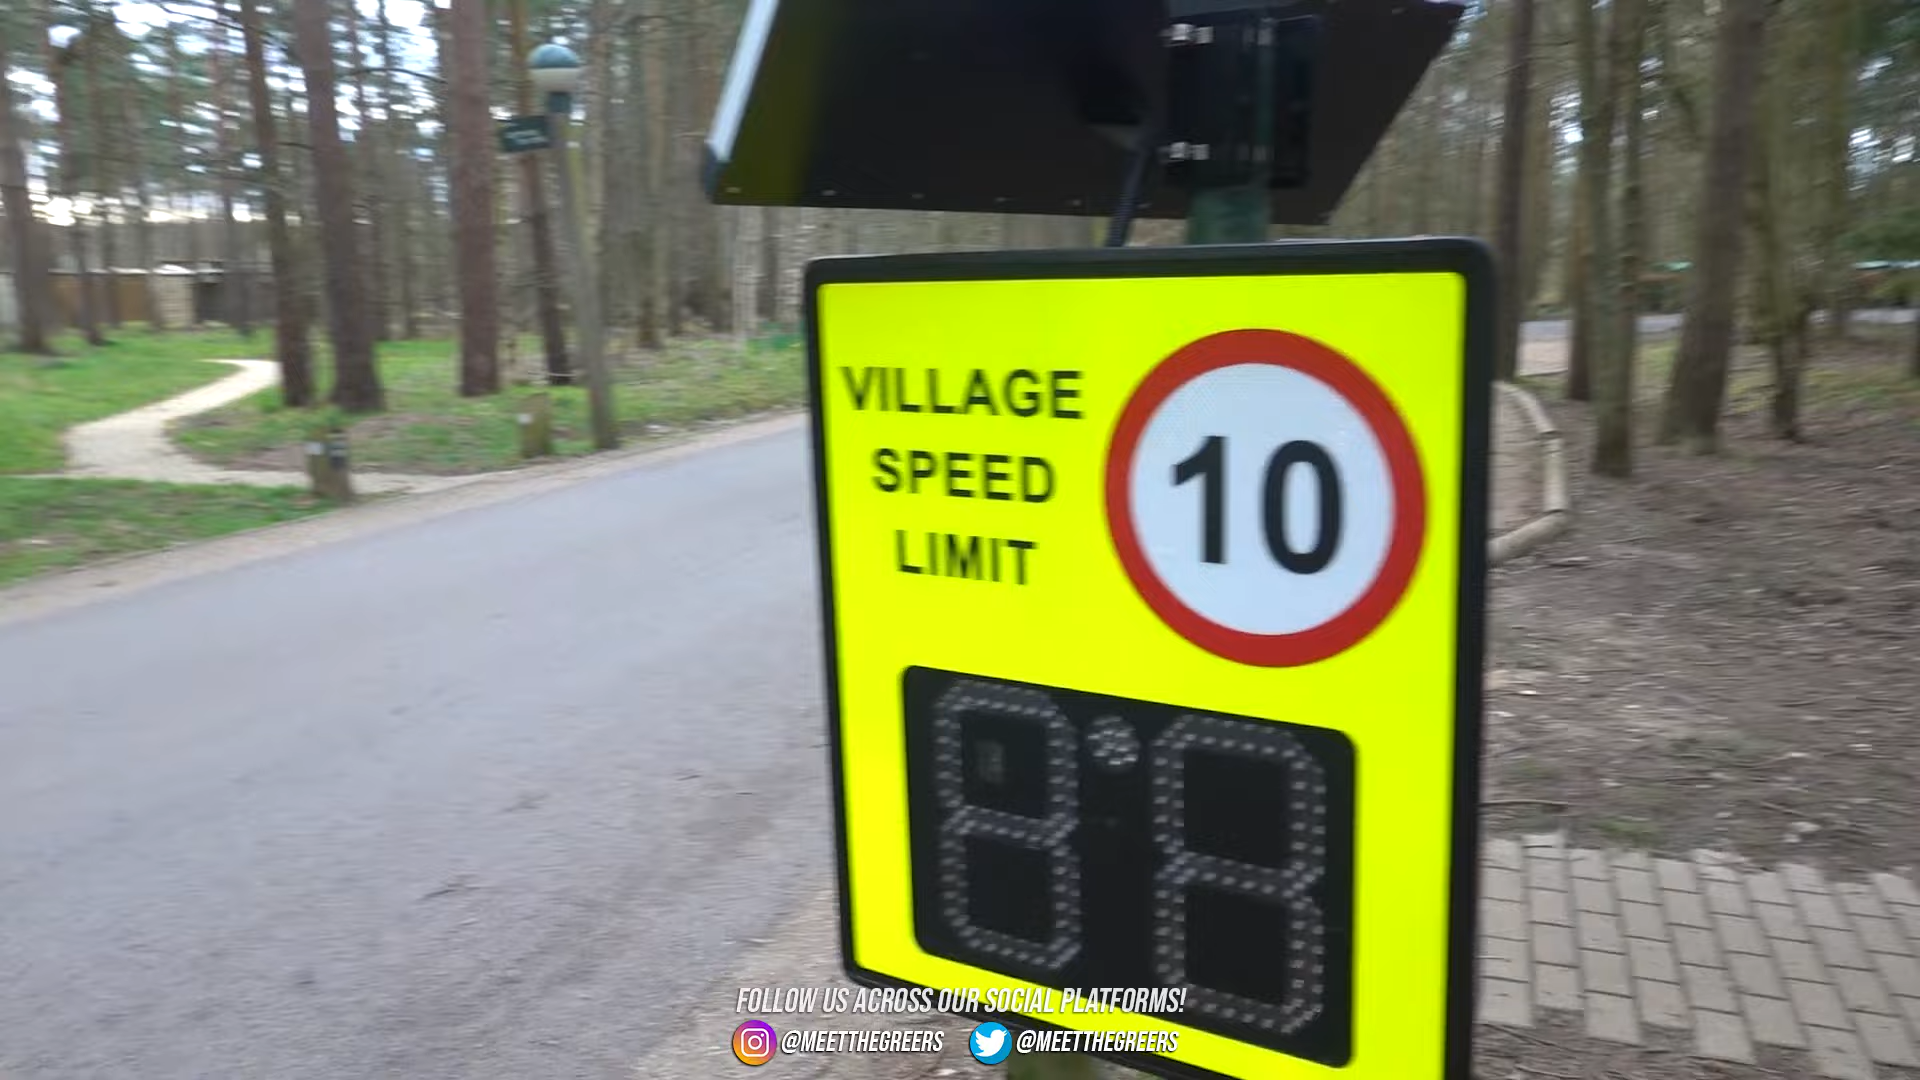 VILLAGE
SPEED
LIMIT
10
FOLLOW US ACROSS OUR SOCIAL PLATFORMS!
@MEETTHEGREERS @MEETTHEGREERS